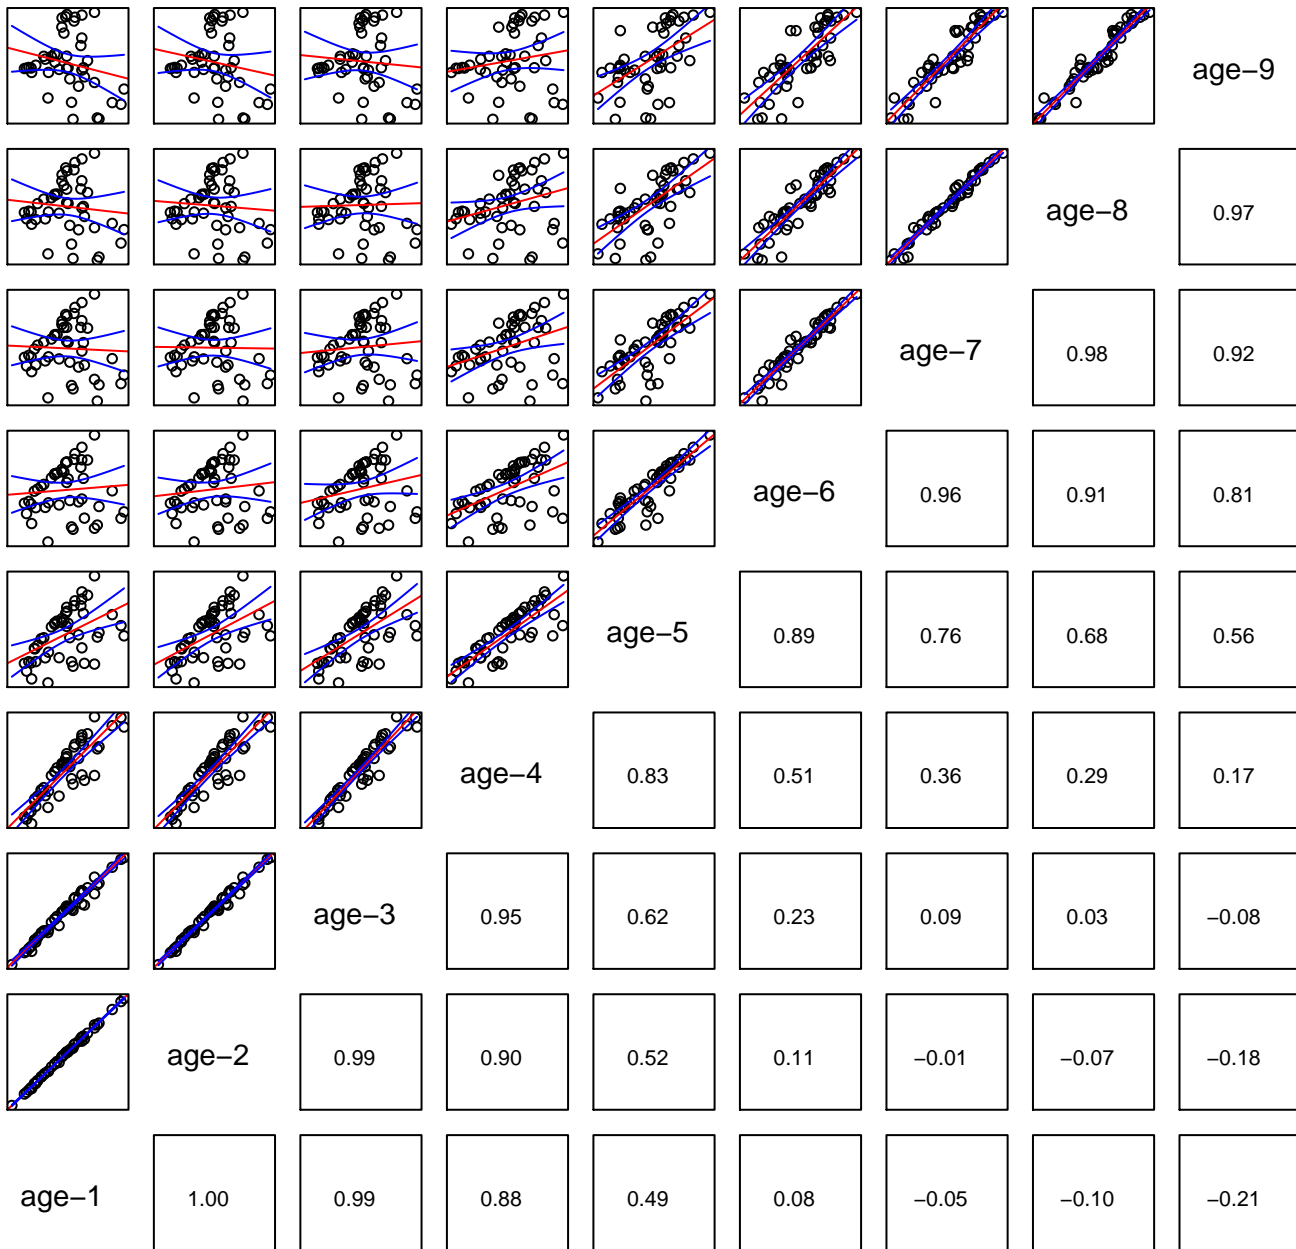 age−9
age−8 0.97
age−7 0.98 0.92
age−6 0.96 0.91 0.81
age−5 0.89 0.76 0.68 0.56
age−4 0.83 0.51 0.36 0.29 0.17
age−3 0.95 0.62 0.23 0.09 0.03 −0.08
age−2 0.99 0.90 0.52 0.11 −0.01 −0.07 −0.18
age−1 1.00 0.99 0.88 0.49 0.08 −0.05 −0.10 −0.21